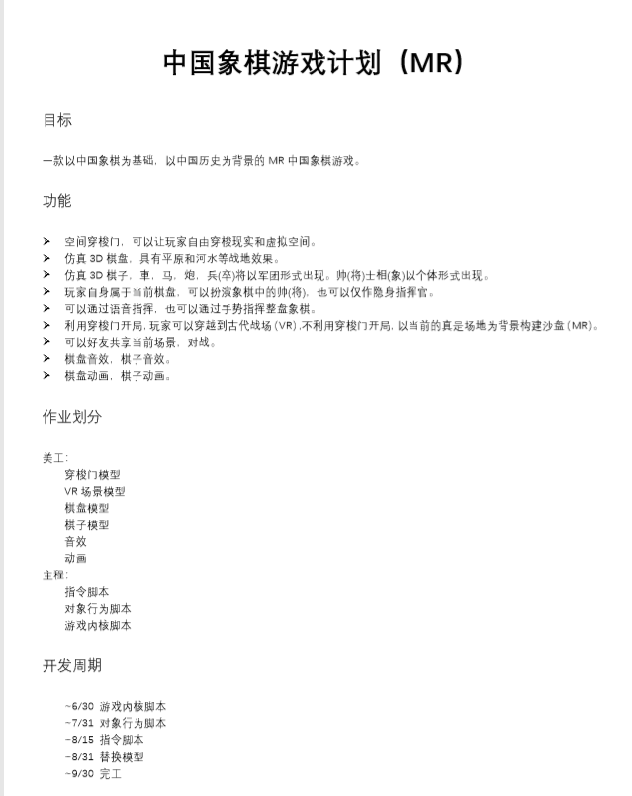 中国象棋游戏计划（MR）
目标
一款以中国象棋为基础，以中国历史为背景的 MR 中国象棋游戏。
功能
➢ 空间穿梭门，可以让玩家自由穿梭现实和虚拟空间。
➢ 仿真 3D 棋盘，具有平原和河水等战地效果。
➢ 仿真 3D 棋子，車，马，炮，兵(卒)将以军团形式出现。帅(将)士相(象)以个体形式出现。
➢ 玩家自身属于当前棋盘，可以扮演象棋中的帅(将)，也可以仅作隐身指挥官。
➢ 可以通过语音指挥，也可以通过手势指挥整盘象棋。
➢ 利用穿梭门开局,玩家可以穿越到古代战场(VR),不利用穿梭门开局,以当前的真是场地为背景构建沙盘(MR)。
➢ 可以好友共享当前场景，对战。
➢ 棋盘音效，棋子音效。
➢ 棋盘动画，棋子动画。
作业划分
美工：
穿梭门模型
VR 场景模型
棋盘模型
棋子模型
音效
动画
主程：
指令脚本
对象行为脚本
游戏内核脚本
开发周期
~6/30 游戏内核脚本
~7/31 对象行为脚本
~8/15 指令脚本
~8/31 替换模型
~9/30 完工